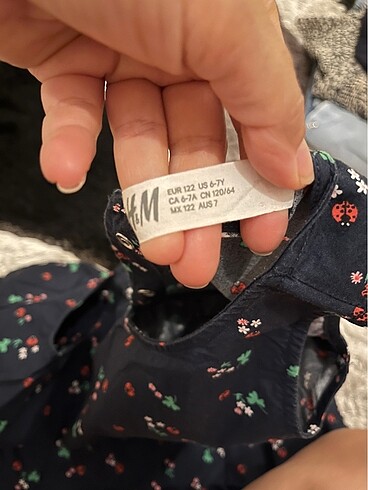 H&M
EUR 122 US 6-7Y
CA 6-7A CN 120/64
MX 122 AUS 7